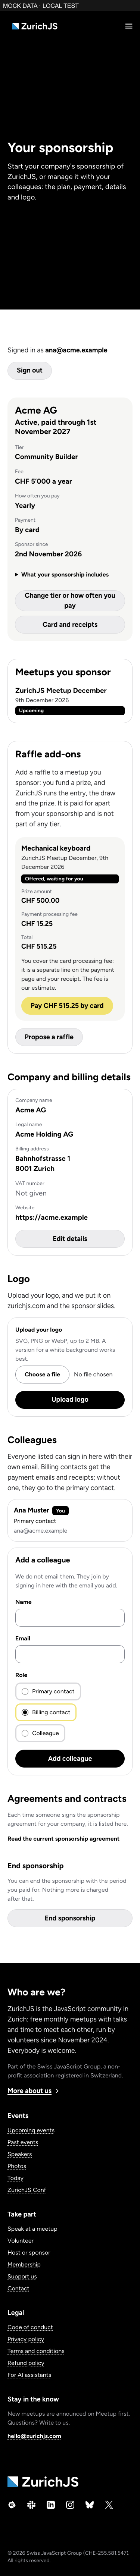 MOCK DATA · LOCAL TEST
ZurichJS
Your sponsorship
Start your company's sponsorship of
ZurichJS, or manage it with your
colleagues: the plan, payment, details
and logo.
Signed in as ana@acme.example
Sign out
Acme AG
Active, paid through 1st
November 2027
Tier
Community Builder
Fee
CHF 5'000 a year
How often you pay
Yearly
Payment
By card
Sponsor since
2nd November 2026
What your sponsorship includes
Change tier or how often you
pay
Card and receipts
Meetups you sponsor
ZurichJS Meetup December
9th December 2026
Upcoming
Raffle add-ons
Add a raffle to a meetup you
sponsor: you fund a prize, and
ZurichJS runs the entry, the draw
and the prize. It is paid for apart
from your sponsorship and is not
part of any tier.
Mechanical keyboard
ZurichJS Meetup December, 9th
December 2026
Offered, waiting for you
Prize amount
CHF 500.00
Payment processing fee
CHF 15.25
Total
CHF 515.25
You cover the card processing fee:
it is a separate line on the payment
page and your receipt. The fee is
our estimate.
Pay CHF 515.25 by card
Propose a raffle
Company and billing details
Company name
Acme AG
Legal name
Acme Holding AG
Billing address
Bahnhofstrasse 1
8001 Zurich
VAT number
Not given
Website
https://acme.example
Edit details
Logo
Upload your logo, and we put it on
zurichjs.com and the sponsor slides.
Upload your logo
SVG, PNG or WebP, up to 2 MB. A
version for a white background works
best.
Choose a file
No file chosen
Upload logo
Colleagues
Everyone listed can sign in here with their
own email. Billing contacts get the
payment emails and receipts; without
one, they go to the primary contact.
Ana Muster You
Primary contact
ana@acme.example
Add a colleague
We do not email them. They join by
signing in here with the email you add.
Name
Email
Role
Primary contact
Billing contact
Colleague
Add colleague
Agreements and contracts
Each time someone signs the sponsorship
agreement for your company, it is listed here.
Read the current sponsorship agreement
End sponsorship
You can end the sponsorship with the period
you paid for. Nothing more is charged
after that.
End sponsorship
Who are we?
ZurichJS is the JavaScript community in
Zurich: free monthly meetups with talks
and time to meet each other, run by
volunteers since November 2024.
Everybody is welcome.
Part of the Swiss JavaScript Group, a non-
profit association registered in Switzerland.
More about us
Events
Upcoming events
Past events
Speakers
Photos
Today
ZurichJS Conf
Take part
Speak at a meetup
Volunteer
Host or sponsor
Membership
Support us
Contact
Legal
Code of conduct
Privacy policy
Terms and conditions
Refund policy
For AI assistants
Stay in the know
New meetups are announced on Meetup first.
Questions? Write to us.
hello@zurichjs.com
ZurichJS
© 2026 Swiss JavaScript Group (CHE-255.581.547).
All rights reserved.